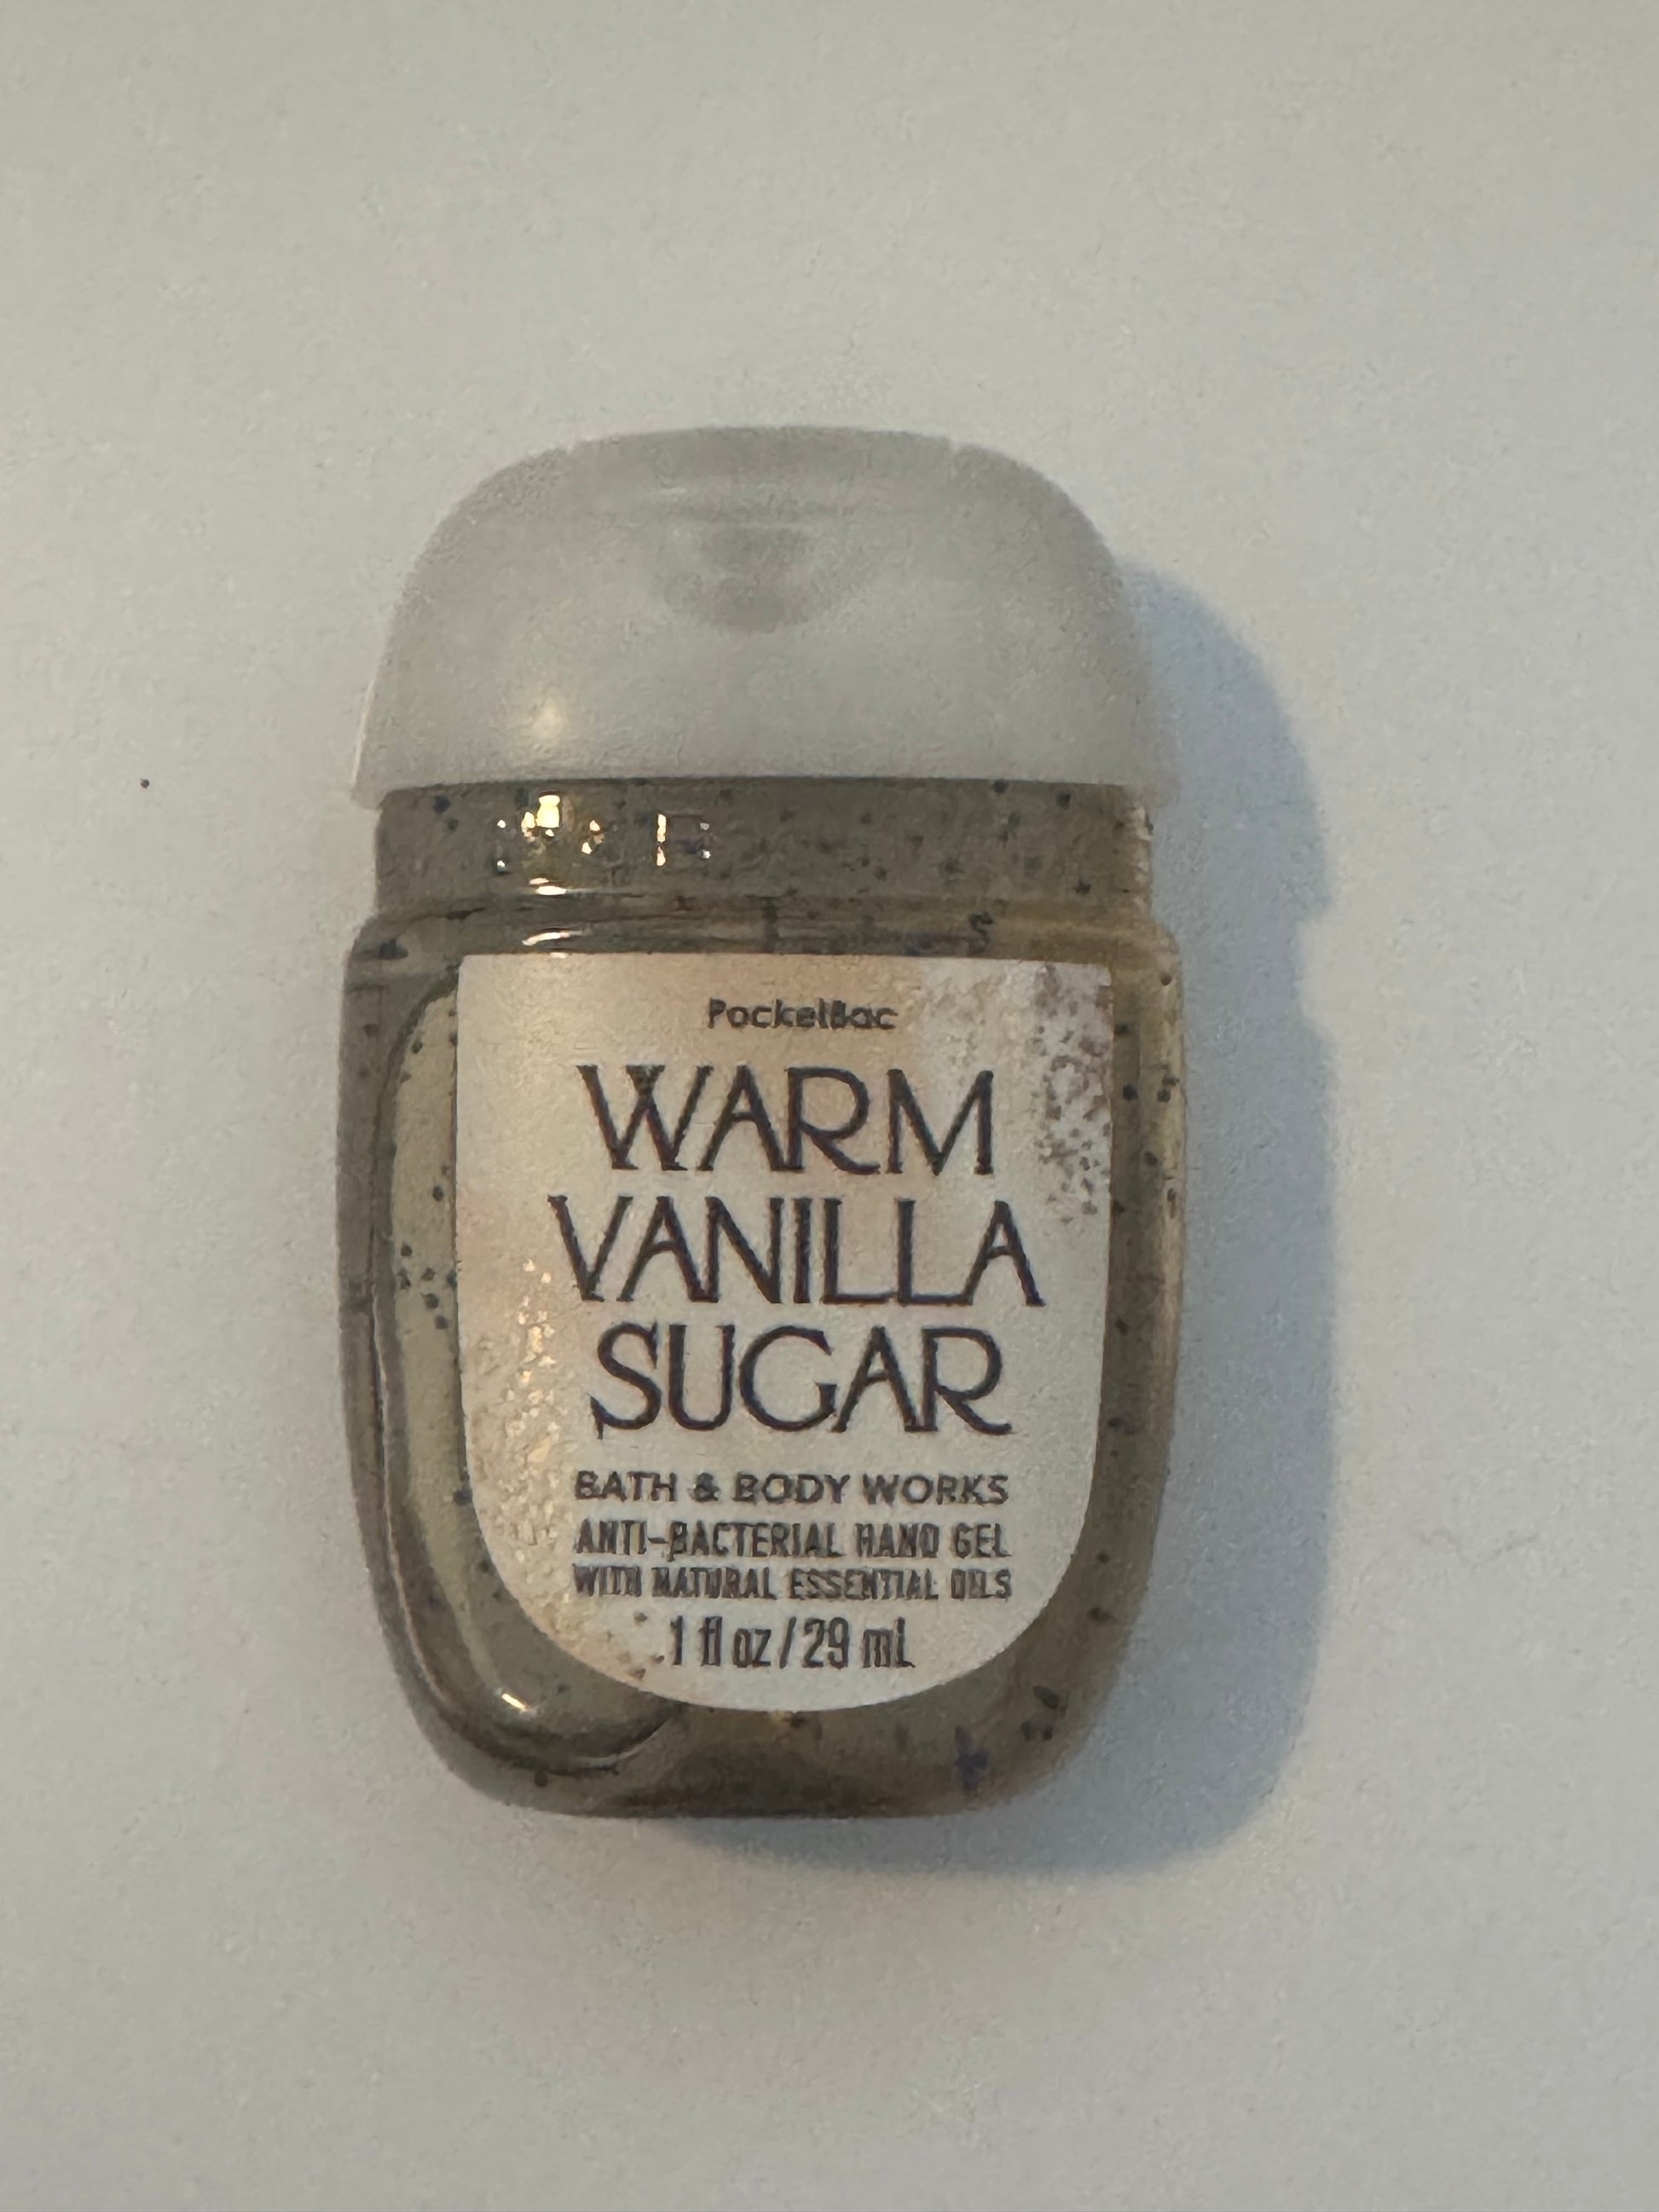 PocketBac
WARM
VANILLA
SUGAR
BATH & BODY WORKS
ANTI-BACTERIAL HAND GEL
WITH NATURAL ESSENTIAL OILS
1 fl oz / 29 mL